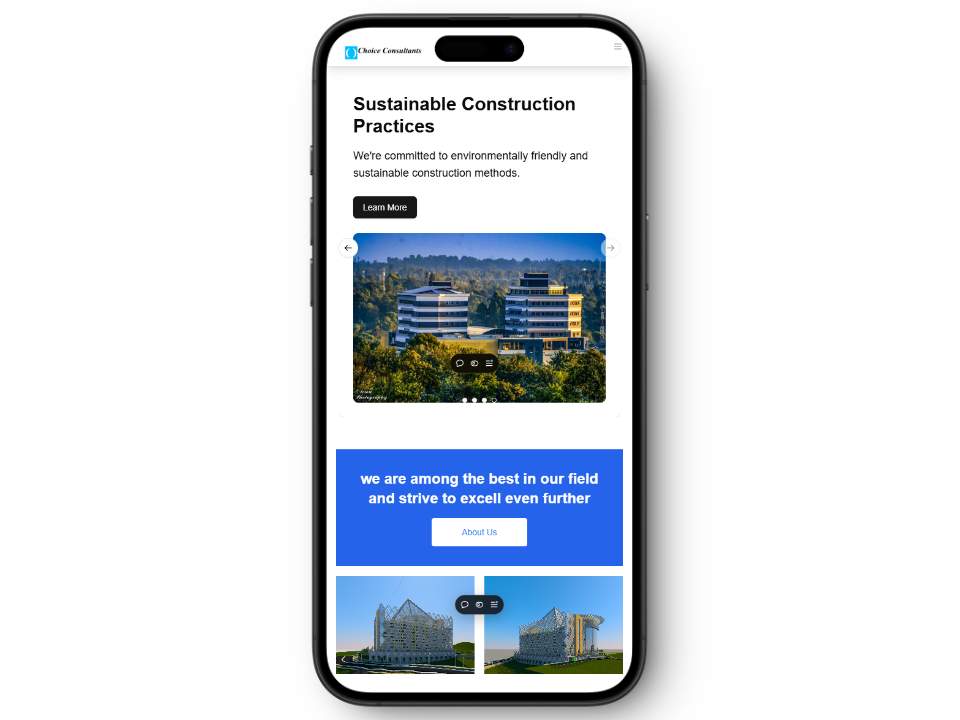 Choice Consultants
Sustainable Construction
Practices
We're committed to environmentally friendly and
sustainable construction methods.
Learn More
we are among the best in our field
and strive to excell even further
About Us